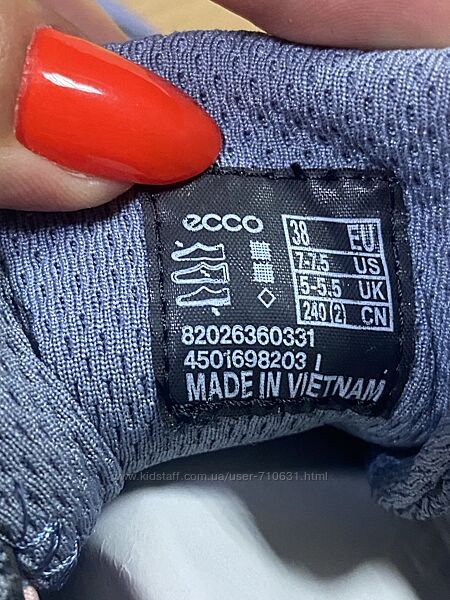 ecco
38 EU
7-7.5 US
5-5.5 UK
240 (2) CN
82026360331
4501698203 I
MADE IN VIETNAM
www.kidstaff.com.ua/user-710631.html